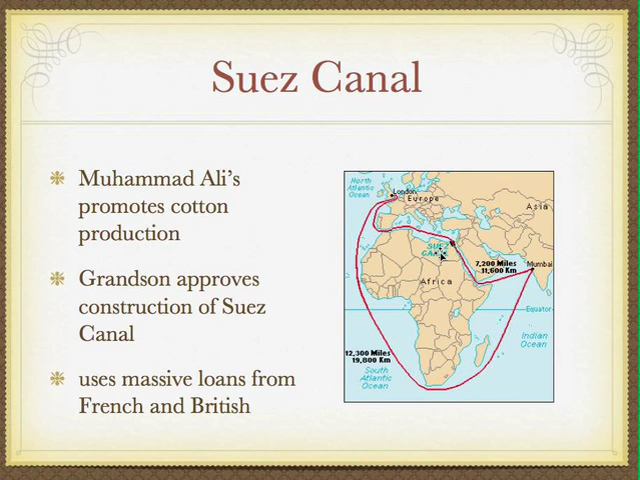 Suez Canal
Muhammad Ali's
promotes cotton
production
Grandson approves
construction of Suez
Canal
uses massive loans from
French and British
North
Atlantic
Ocean
London
Europe
Asia
SUEZ
CANAL
7,200 Miles
11,600 Km
Mumbai
Africa
Equator
Indian
Ocean
12,300 Miles
19,800 Km
South
Atlantic
Ocean